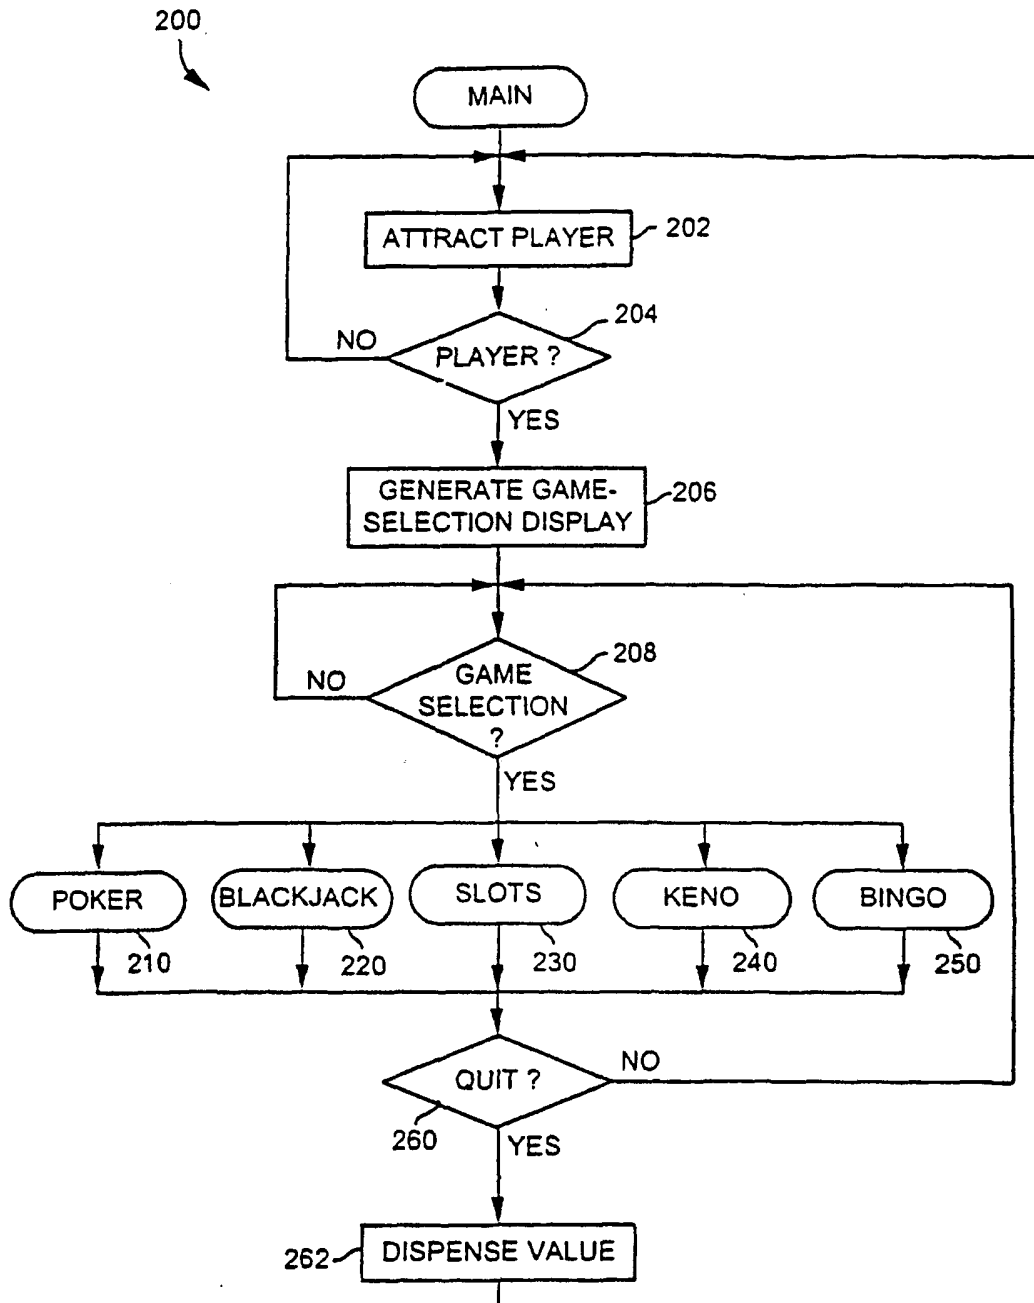 200
MAIN
ATTRACT PLAYER
202
204
NO
PLAYER ?
YES
GENERATE GAME-
SELECTION DISPLAY
206
208
NO
GAME
SELECTION
?
YES
POKER
BLACKJACK
SLOTS
KENO
BINGO
210
220
230
240
250
QUIT ?
NO
260
YES
262
DISPENSE VALUE